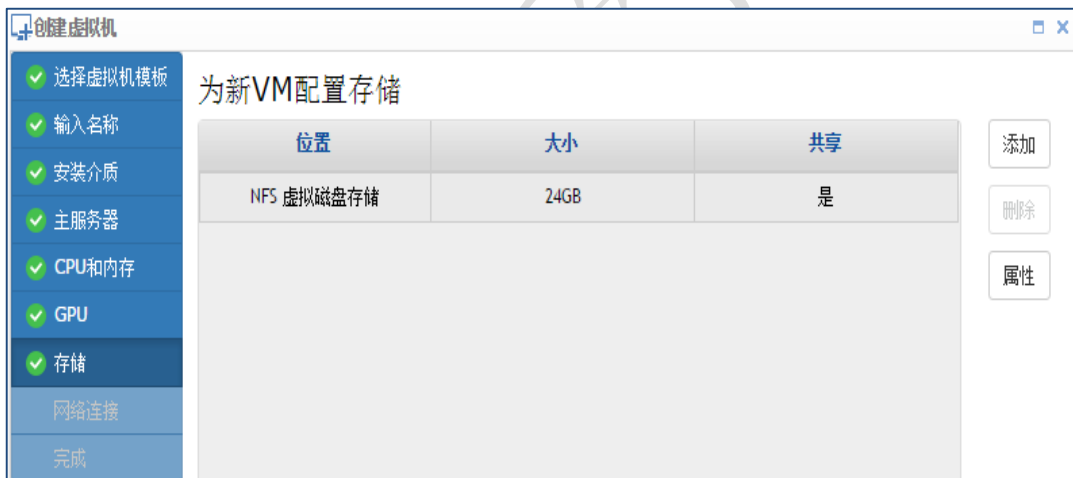 创建虚拟机
选择虚拟机模板
输入名称
安装介质
主服务器
CPU和内存
GPU
存储
网络连接
完成
为新VM配置存储
位置 大小 共享
NFS 虚拟磁盘存储 24GB 是
添加
删除
属性